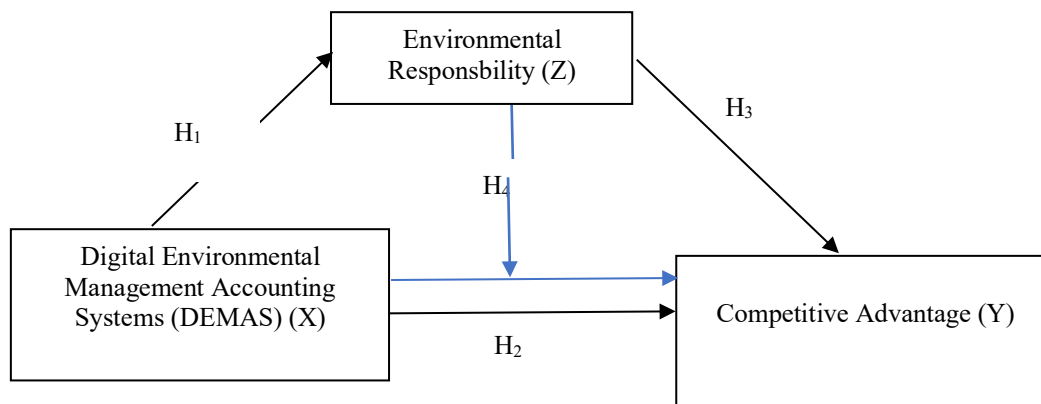 Environmental
Responsbility (Z)
H₁
H₃
H₄
Digital Environmental
Management Accounting
Systems (DEMAS) (X)
Competitive Advantage (Y)
H₂